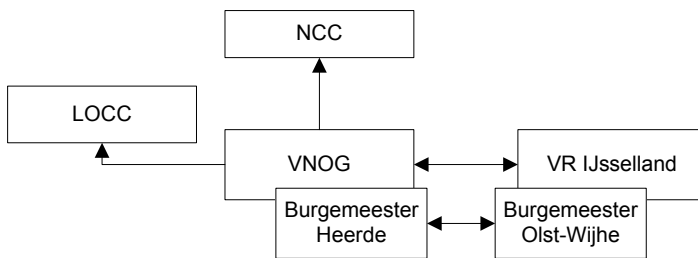 NCC
LOCC
VNOG
VR IJsselland
Burgemeester
Heerde
Burgemeester
Olst-Wijhe